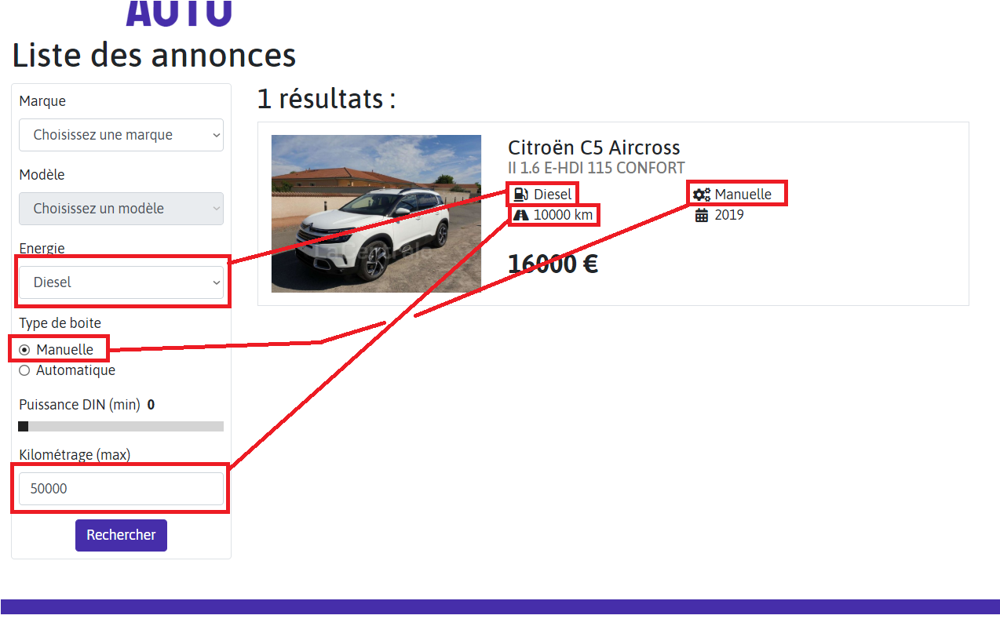 AUTO
Liste des annonces
Marque
Choisissez une marque
Modèle
Choisissez un modèle
Energie
Diesel
Type de boite
Manuelle
Automatique
Puissance DIN (min) 0
Kilométrage (max)
50000
Rechercher
1 résultats :
Citroën C5 Aircross
II 1.6 E-HDI 115 CONFORT
Diesel
Manuelle
10000 km
2019
16000 €